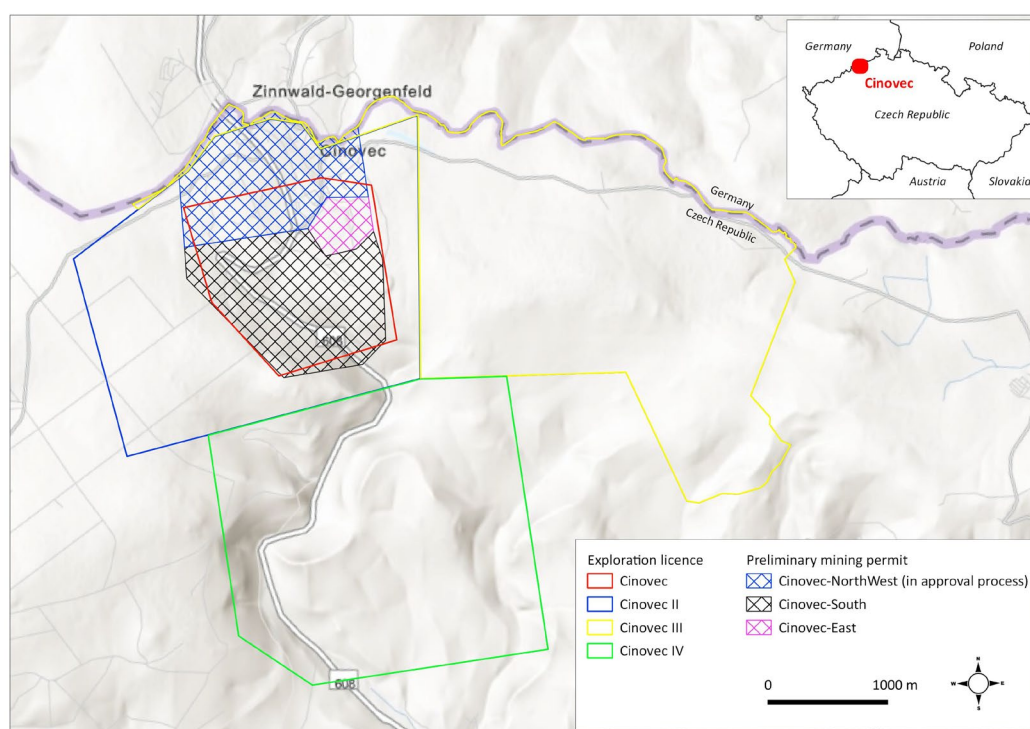 Germany
Poland
Cinovec
Czech Republic
Austria
Slovakia
Zinnwald-Georgenfeld
Cinovec
Germany
Czech Republic
608
608
Exploration licence
Cinovec
Cinovec II
Cinovec III
Cinovec IV
Preliminary mining permit
Cinovec-NorthWest (in approval process)
Cinovec-South
Cinovec-East
0 1000 m
N
W E
S